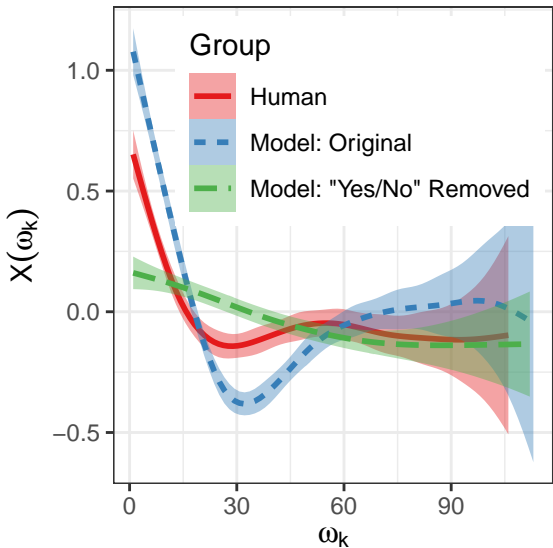 Group
Human
Model: Original
Model: "Yes/No" Removed
X(ωₖ)
1.0
0.5
0.0
−0.5
0
30
60
90
ωₖ